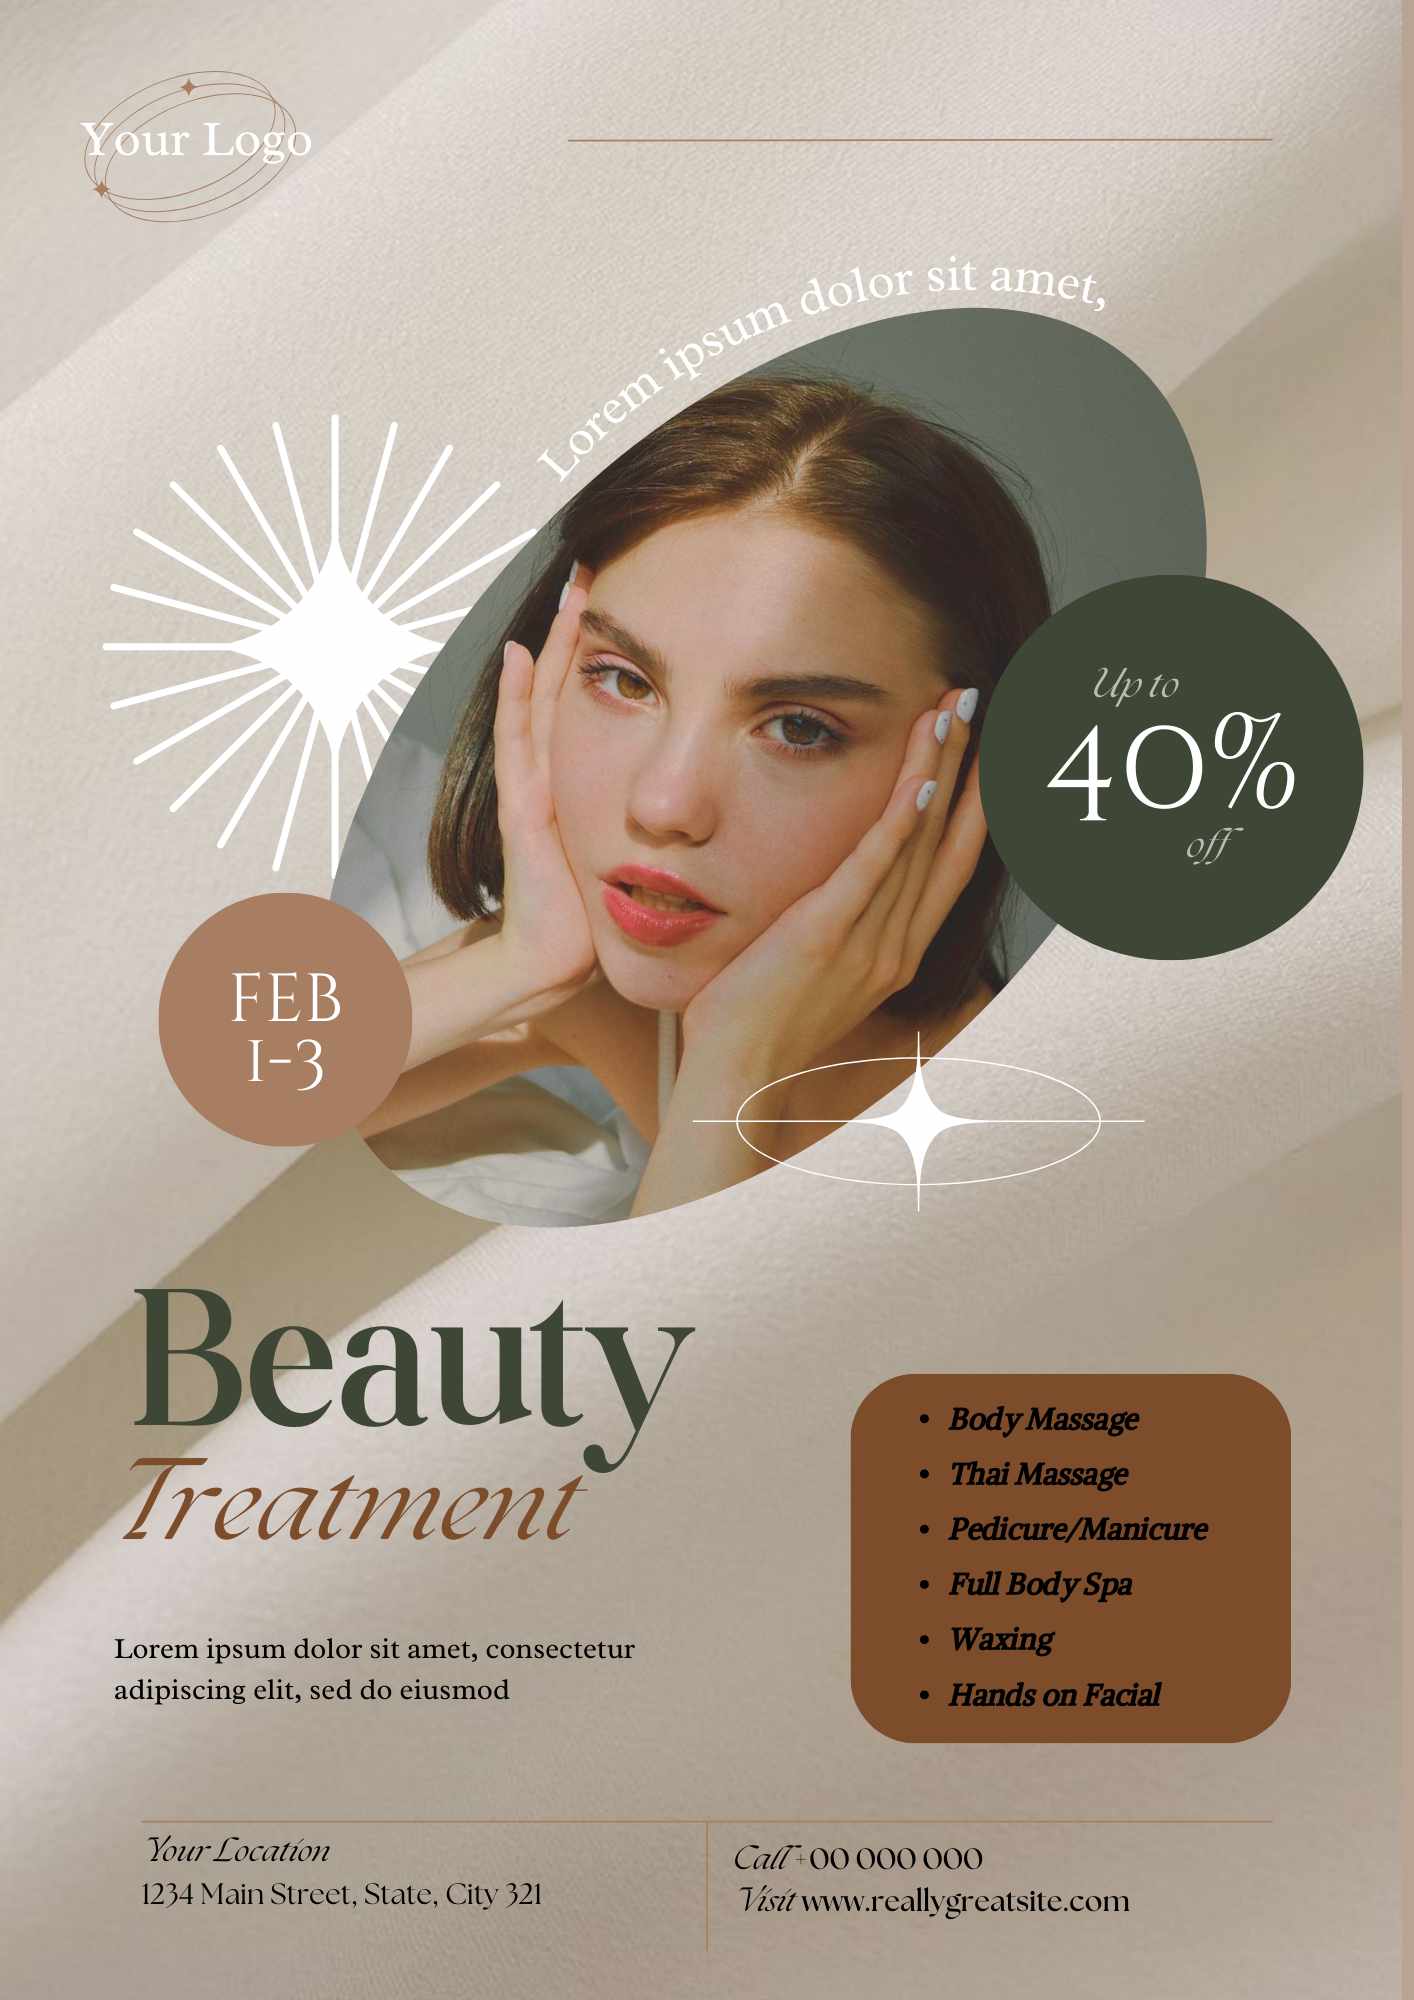 Your Logo
Lorem ipsum dolor sit amet,
Up to
40%
off
FEB
1-3
Beauty
Treatment
• Body Massage
• Thai Massage
• Pedicure/Manicure
• Full Body Spa
• Waxing
• Hands on Facial
Lorem ipsum dolor sit amet, consectetur
adipiscing elit, sed do eiusmod
Your Location
1234 Main Street, State, City 321
Call +00 000 000
Visit www.reallygreatsite.com